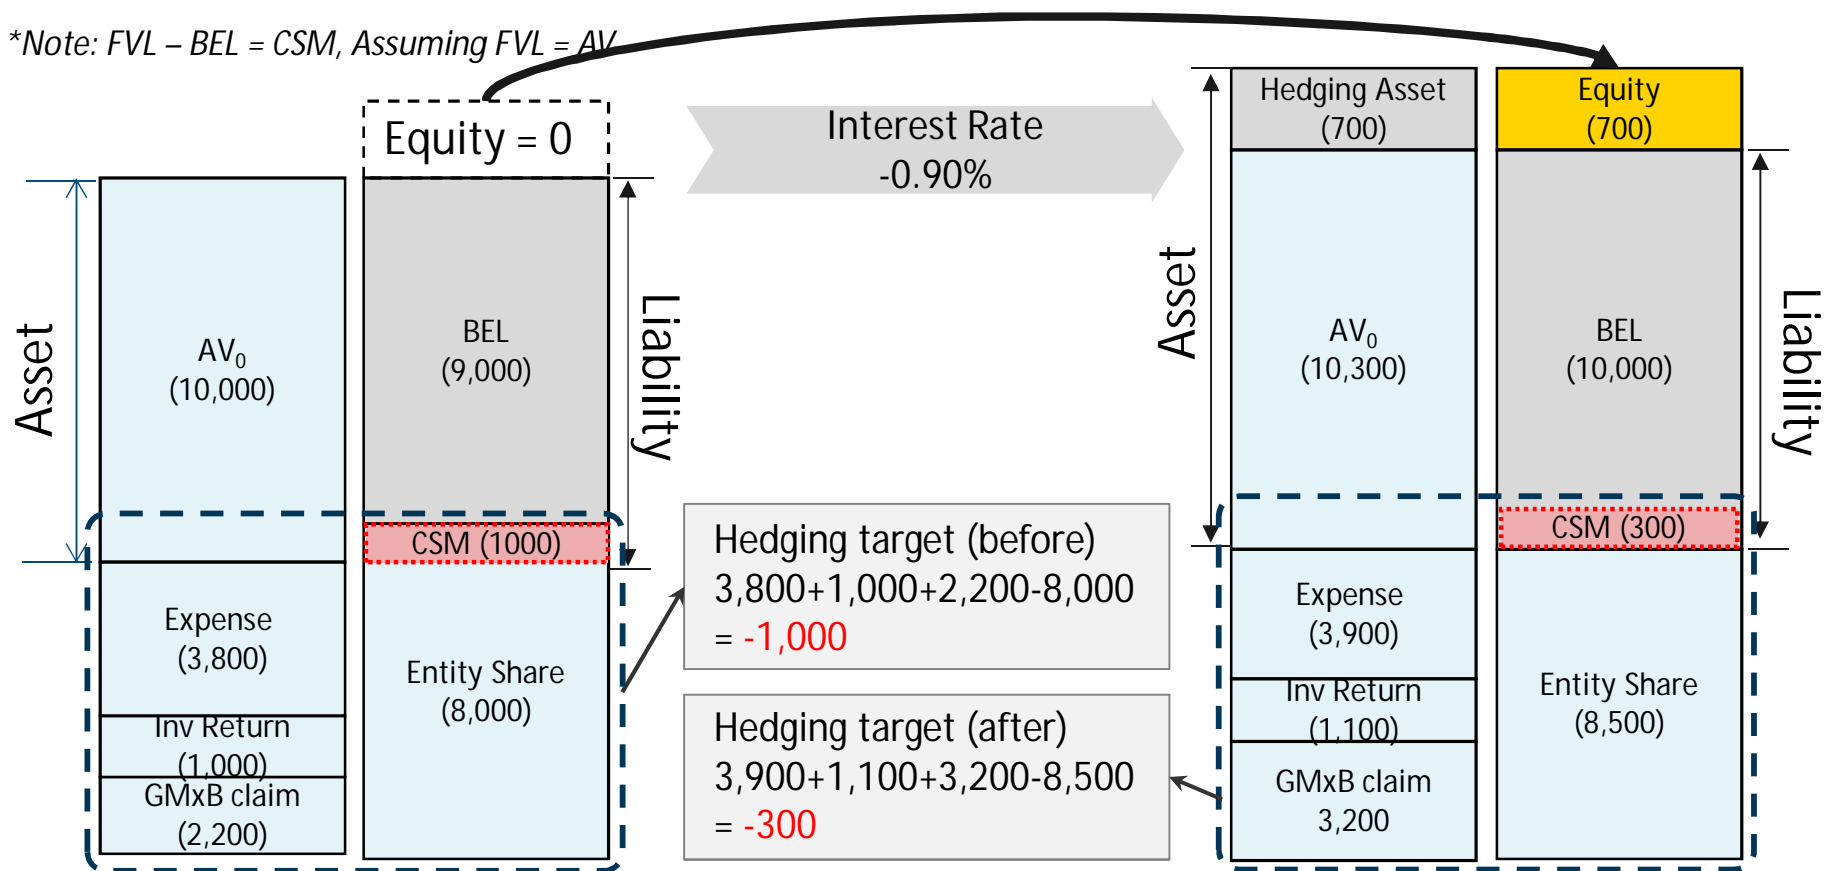 *Note: FVL – BEL = CSM, Assuming FVL = AV
Equity = 0
Asset
AV₀
(10,000)
BEL
(9,000)
Liability
CSM (1000)
Expense
(3,800)
Inv Return
(1,000)
GMxB claim
(2,200)
Entity Share
(8,000)
Interest Rate
-0.90%
Hedging target (before)
3,800+1,000+2,200-8,000
= -1,000
Hedging target (after)
3,900+1,100+3,200-8,500
= -300
Hedging Asset
(700)
Equity
(700)
Asset
AV₀
(10,300)
BEL
(10,000)
Liability
CSM (300)
Expense
(3,900)
Inv Return
(1,100)
GMxB claim
3,200
Entity Share
(8,500)